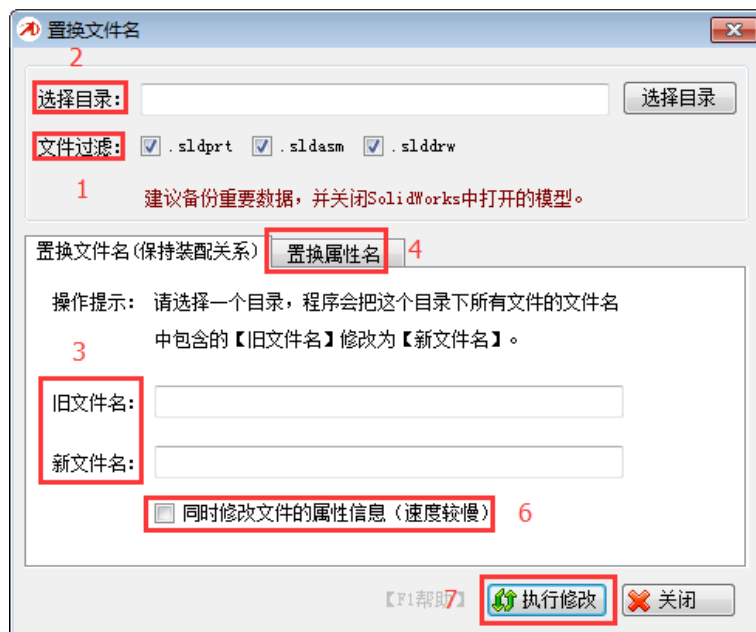 置换文件名
2
选择目录: 选择目录
文件过滤: .sldprt .sldasm .slddrw
1
建议备份重要数据，并关闭SolidWorks中打开的模型。
置换文件名(保持装配关系) 置换属性名 4
操作提示: 请选择一个目录，程序会把这个目录下所有文件的文件名
中包含的【旧文件名】修改为【新文件名】。
3
旧文件名:
新文件名:
同时修改文件的属性信息（速度较慢） 6
【F1帮助】 7 执行修改 关闭